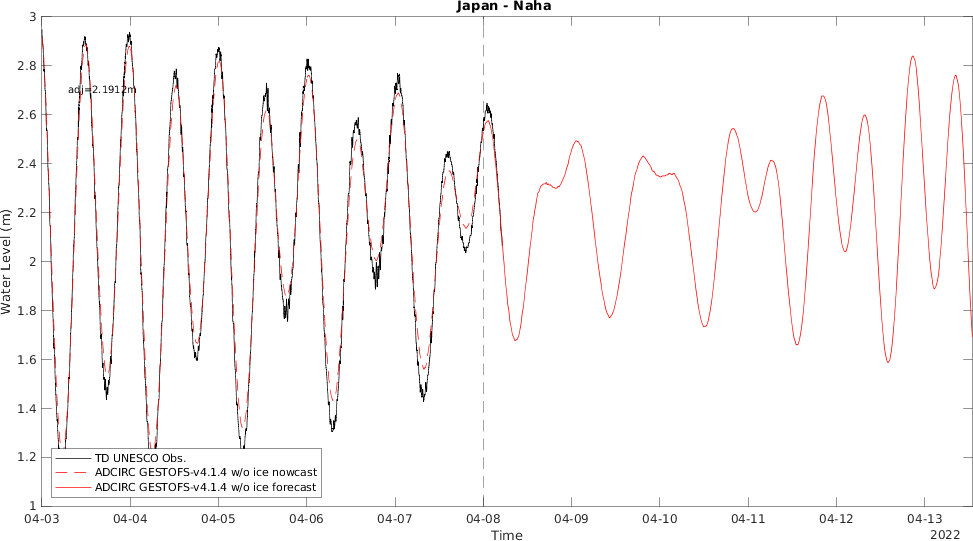 Japan - Naha
3
2.8
2.6
2.4
2.2
2
1.8
1.6
1.4
1.2
1
Water Level (m)
adj=2.1912m
TD UNESCO Obs.
ADCIRC GESTOFS-v4.1.4 w/o ice nowcast
ADCIRC GESTOFS-v4.1.4 w/o ice forecast
04-03 04-04 04-05 04-06 04-07 04-08 04-09 04-10 04-11 04-12 04-13
Time
2022